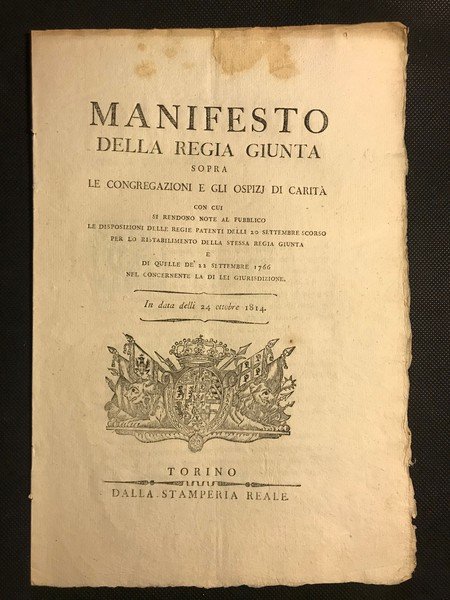 MANIFESTO
DELLA REGIA GIUNTA
SOPRA
LE CONGREGAZIONI E GLI OSPIZJ DI CARITÀ
CON CUI
SI RENDONO NOTE AL PUBBLICO
LE DISPOSIZIONI DELLE REGIE PATENTI DELLI 20 SETTEMBRE SCORSO
PER LO RISTABILIMENTO DELLA STESSA REGIA GIUNTA
E
DI QUELLE DE' 22 SETTEMBRE 1766
NEL CONCERNENTE LA DI LEI GIURISDIZIONE.
In data delli 24 ottobre 1814.
TORINO
DALLA STAMPERIA REALE.